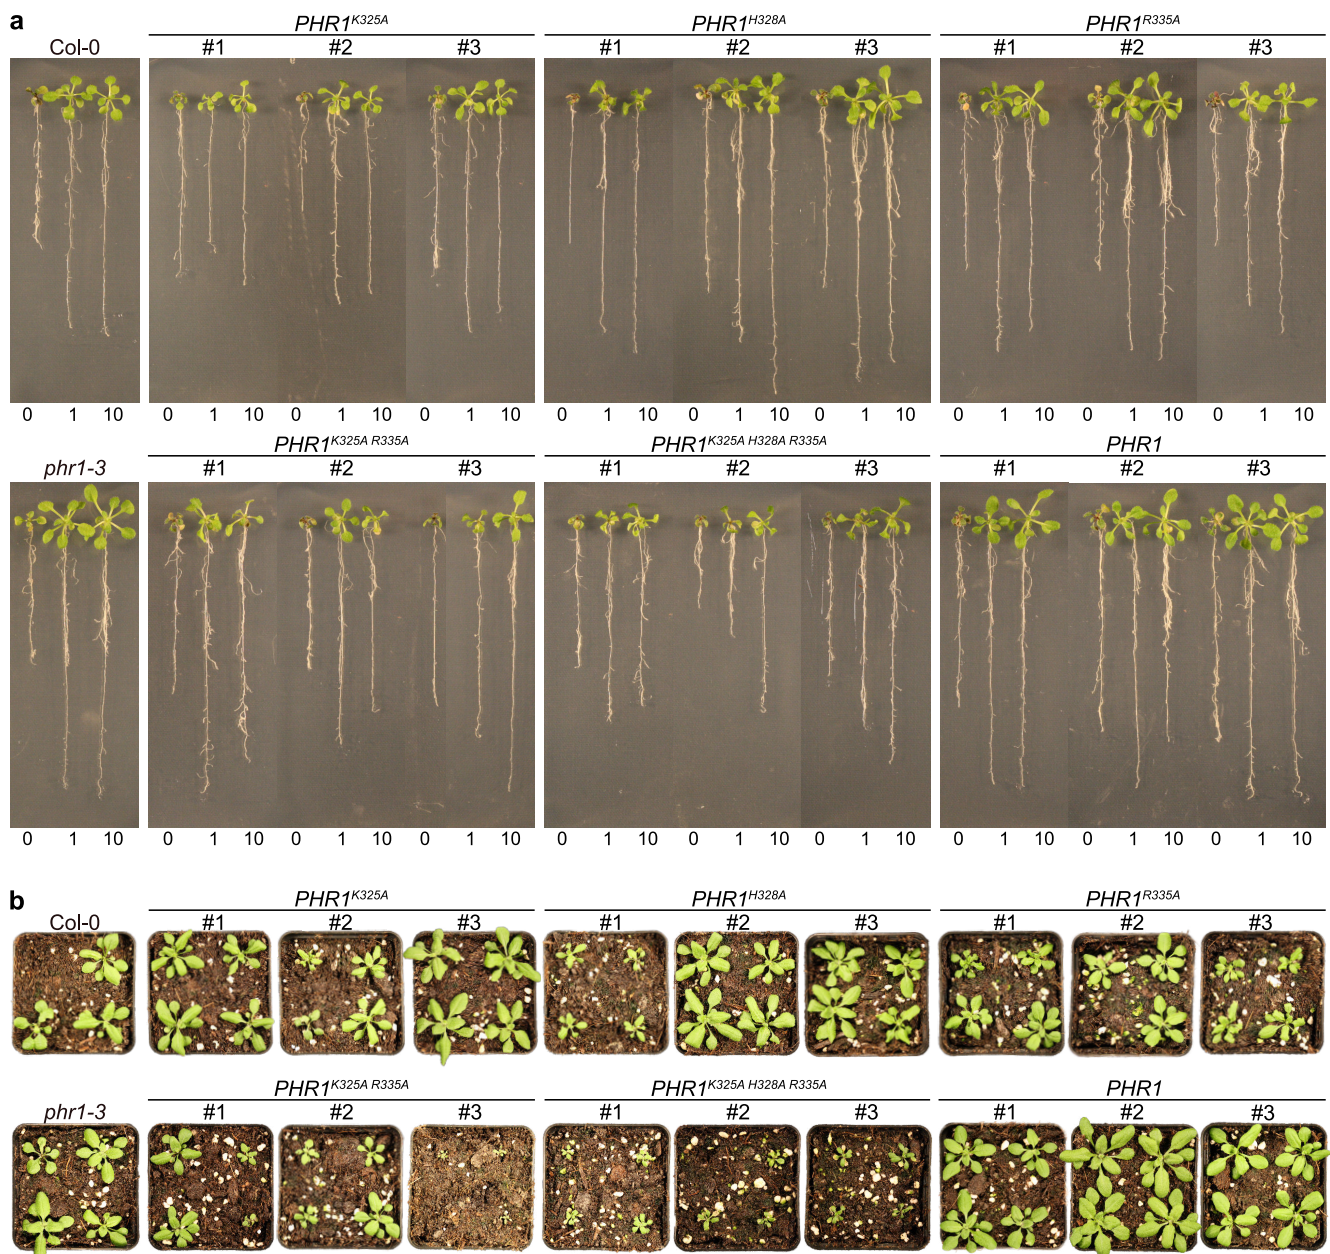 a
PHR1K325A PHR1H328A PHR1R335A
Col-0 #1 #2 #3 #1 #2 #3 #1 #2 #3
0 1 10 0 1 10 0 1 10 0 1 10 0 1 10 0 1 10 0 1 10 0 1 10 0 1 10 0 1 10
PHR1K325A R335A PHR1K325A H328A R335A PHR1
phr1-3 #1 #2 #3 #1 #2 #3 #1 #2 #3
0 1 10 0 1 10 0 1 10 0 1 10 0 1 10 0 1 10 0 1 10 0 1 10 0 1 10 0 1 10
b
PHR1K325A PHR1H328A PHR1R335A
Col-0 #1 #2 #3 #1 #2 #3 #1 #2 #3
PHR1K325A R335A PHR1K325A H328A R335A PHR1
phr1-3 #1 #2 #3 #1 #2 #3 #1 #2 #3